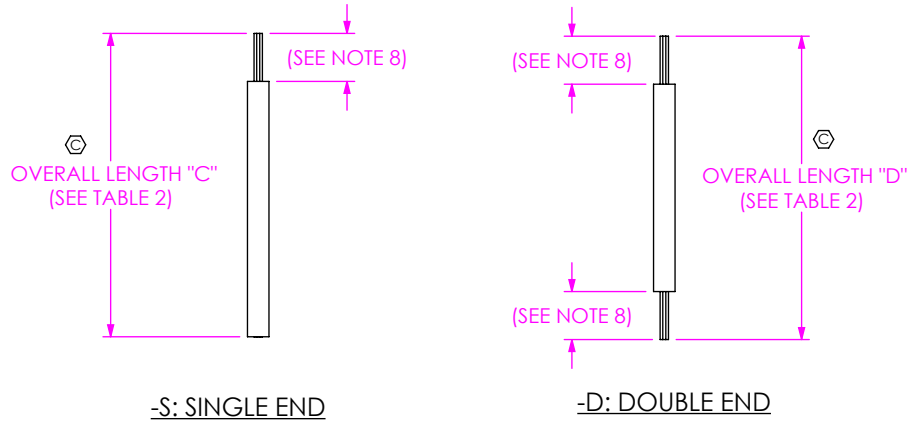 (SEE NOTE 8)
C
OVERALL LENGTH "C"
(SEE TABLE 2)
-S: SINGLE END
(SEE NOTE 8)
C
OVERALL LENGTH "D"
(SEE TABLE 2)
(SEE NOTE 8)
-D: DOUBLE END